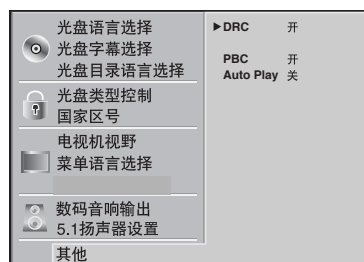 光盘语言选择
光盘字幕选择
光盘目录语言选择
光盘类型控制
国家区号
电视机视野
菜单语言选择
数码音响输出
5.1扬声器设置
其他
DRC 开
PBC 开
Auto Play 关